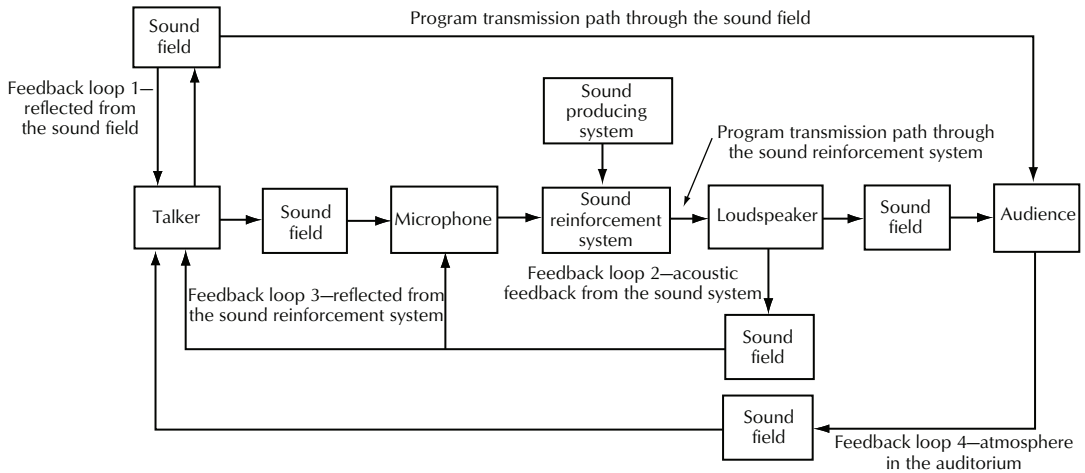 Program transmission path through the sound field
Sound
field
Feedback loop 1—
reflected from
the sound field
Sound
producing
system
Program transmission path through
the sound reinforcement system
Talker
Sound
field
Microphone
Sound
reinforcement
system
Loudspeaker
Sound
field
Audience
Feedback loop 2—acoustic
feedback from the sound system
Feedback loop 3—reflected from
the sound reinforcement system
Sound
field
Sound
field
Feedback loop 4—atmosphere
in the auditorium